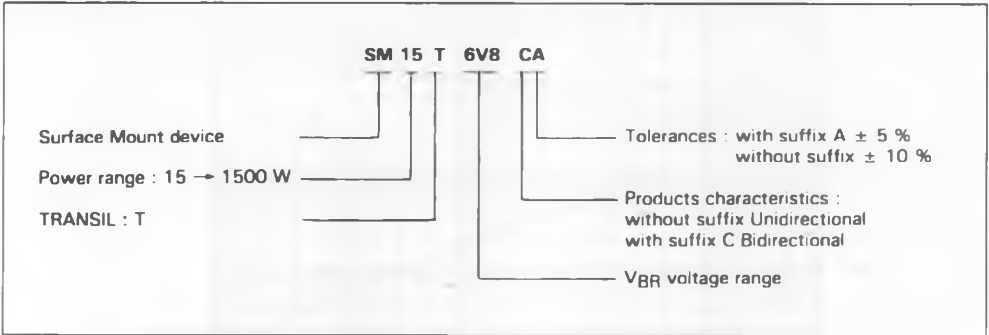 SM 15 T 6V8 CA
Surface Mount device
Power range : 15 → 1500 W
TRANSIL : T
Tolerances : with suffix A ± 5 %
without suffix ± 10 %
Products characteristics :
without suffix Unidirectional
with suffix C Bidirectional
VBR voltage range